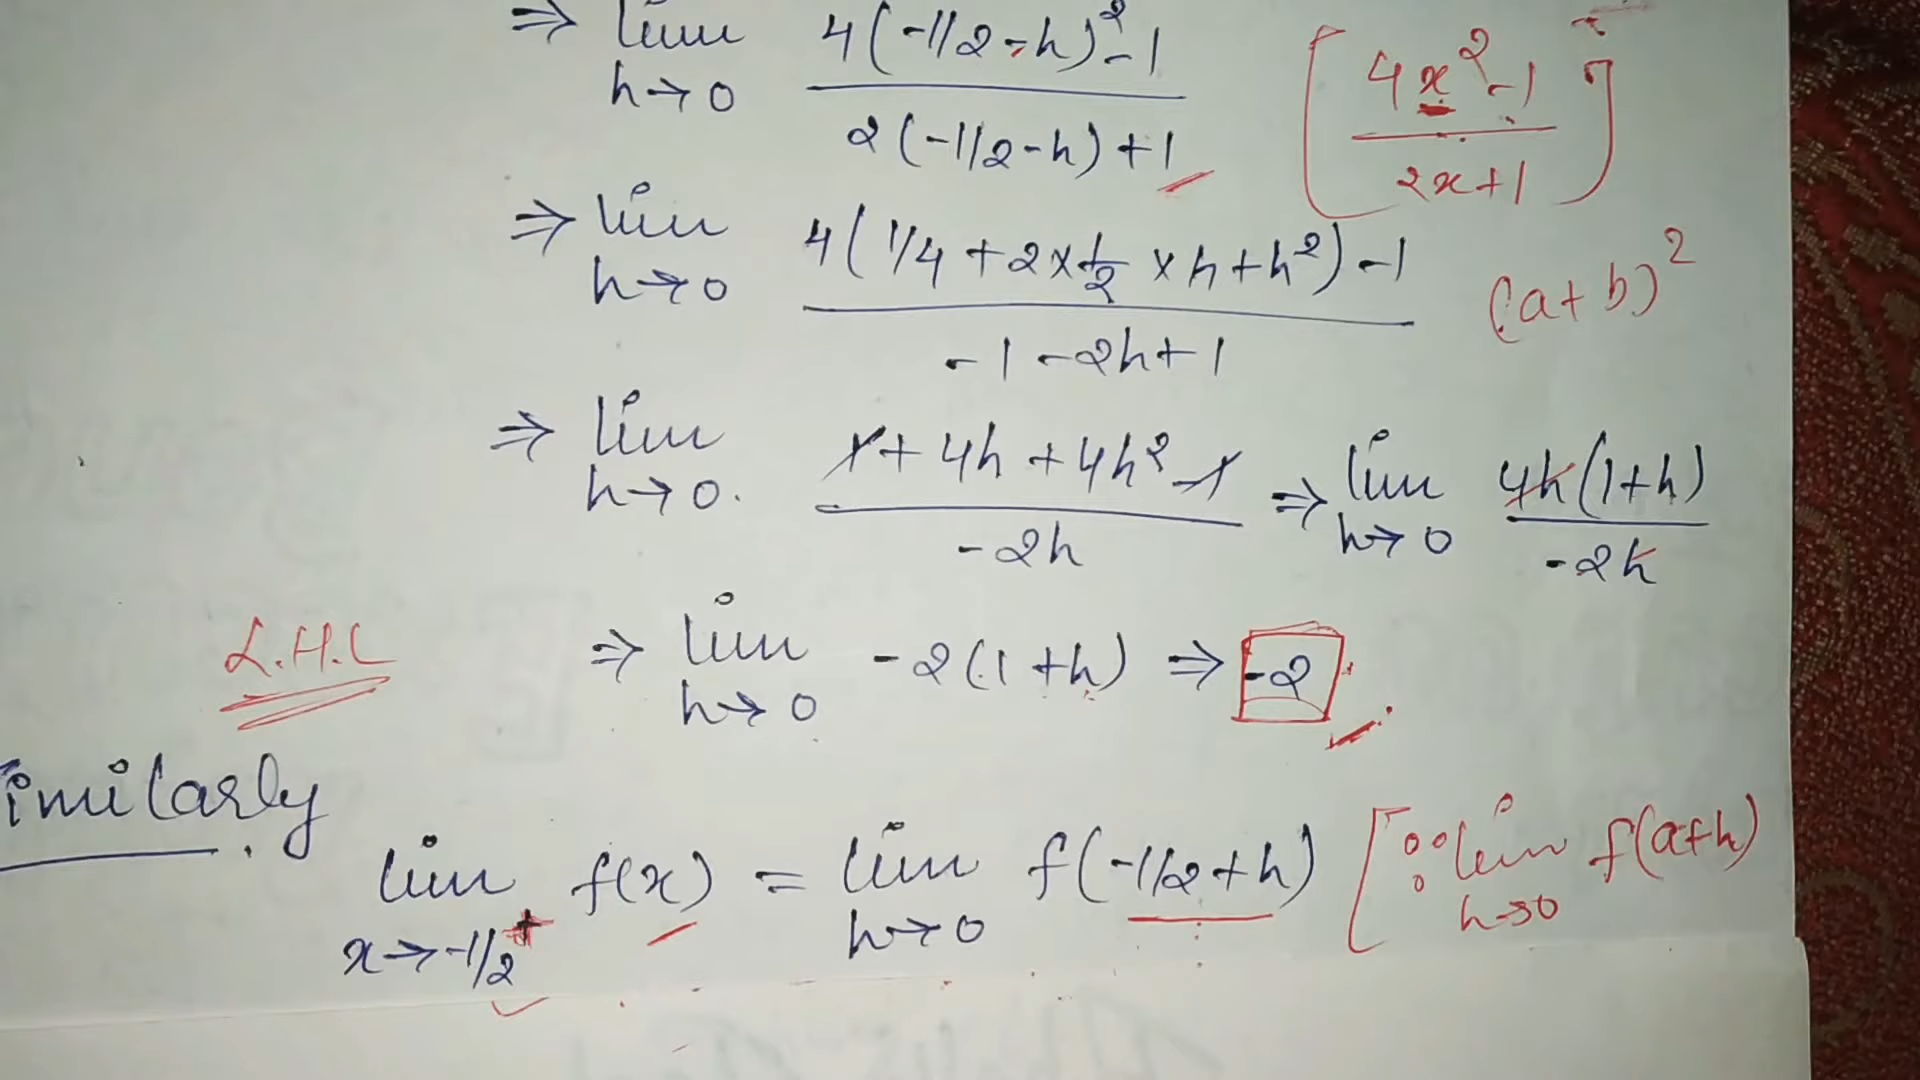 ⇒ lim h→0 4(-1/2-h)²-1 / 2(-1/2-h)+1 [4x²-1 / 2x+1]
⇒ lim h→0 4(1/4+2×1/2×h+h²)-1 / -1-2h+1 (a+b)²
⇒ lim h→0. 1+4h+4h²-1 / -2h ⇒ lim h→0 4h(1+h) / -2h
L.H.L ⇒ lim h→0 -2(1+h) ⇒ -2
imilarly
lim x→-1/2⁺ f(x) = lim h→0 f(-1/2+h) [∵ lim h→0 f(a+h)